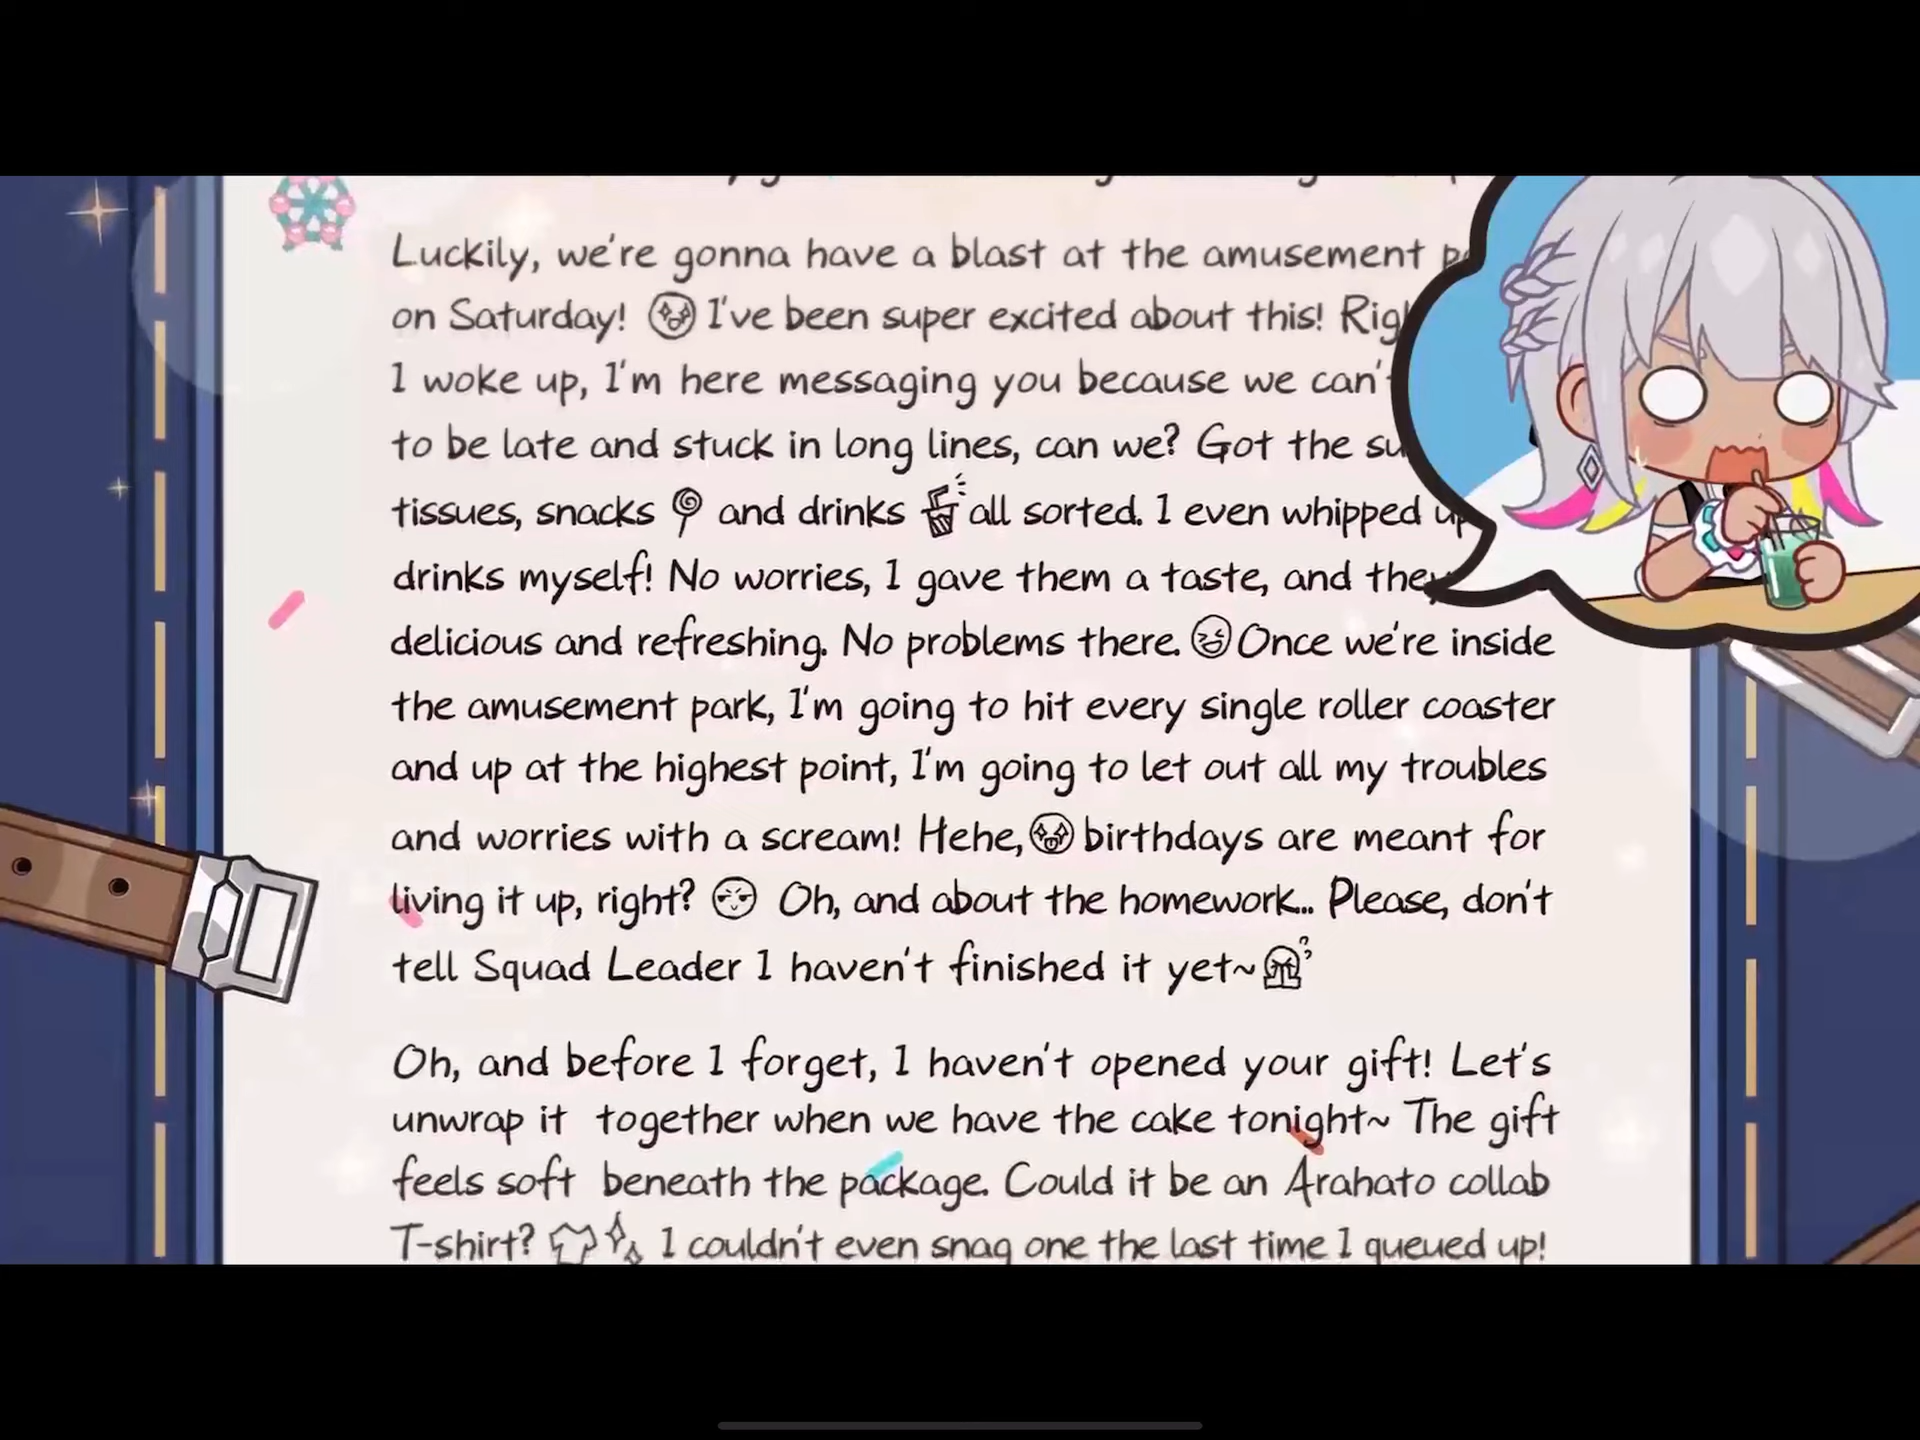 Luckily, we're gonna have a blast at the amusement
on Saturday! I've been super excited about this!
I woke up, I'm here messaging you because we can't
to be late and stuck in long lines, can we? Got the
tissues, snacks and drinks all sorted. I even whipped up
drinks myself! No worries, I gave them a taste, and
delicious and refreshing. No problems there. Once we're inside
the amusement park, I'm going to hit every single roller coaster
and up at the highest point, I'm going to let out all my troubles
and worries with a scream! Hehe, birthdays are meant for
living it up, right? Oh, and about the homework... Please, don't
tell Squad Leader I haven't finished it yet~
Oh, and before I forget, I haven't opened your gift! Let's
unwrap it together when we have the cake tonight~ The gift
feels soft beneath the package. Could it be an Arahato collab
T-shirt? I couldn't even snag one the last time I queued up!